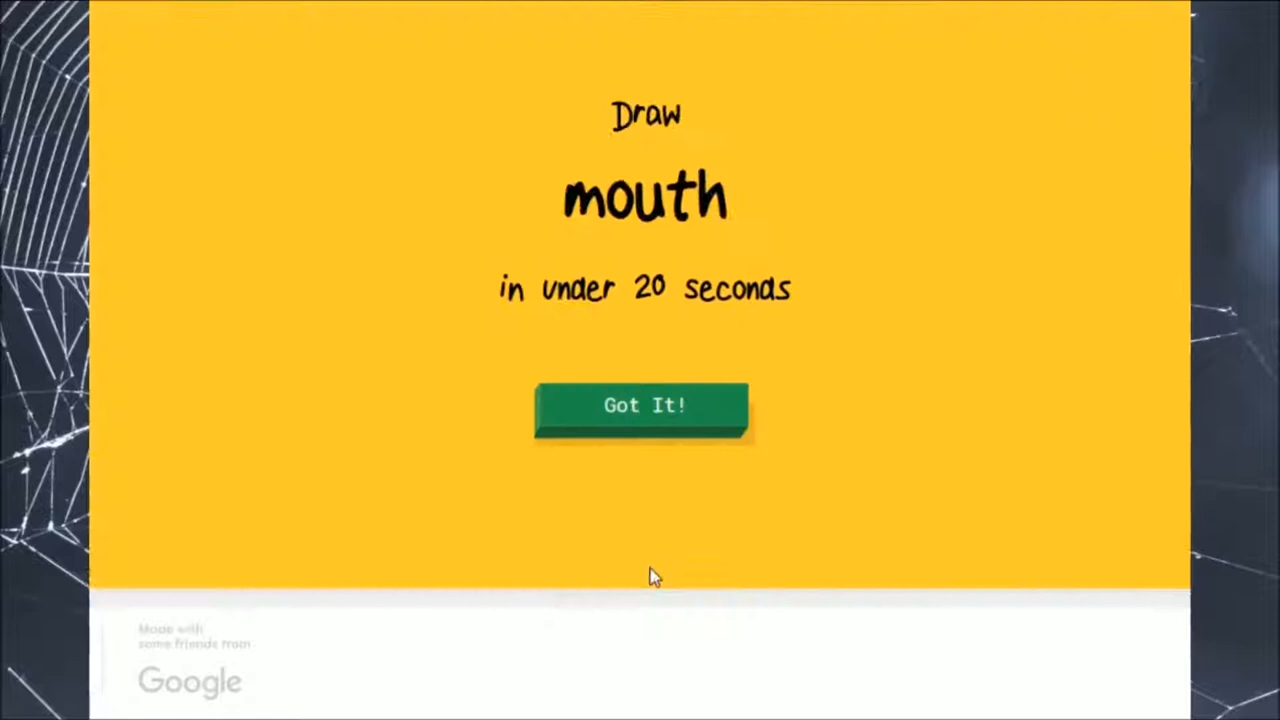 Draw
mouth
in under 20 seconds
Got It!
Made with
some friends from
Google